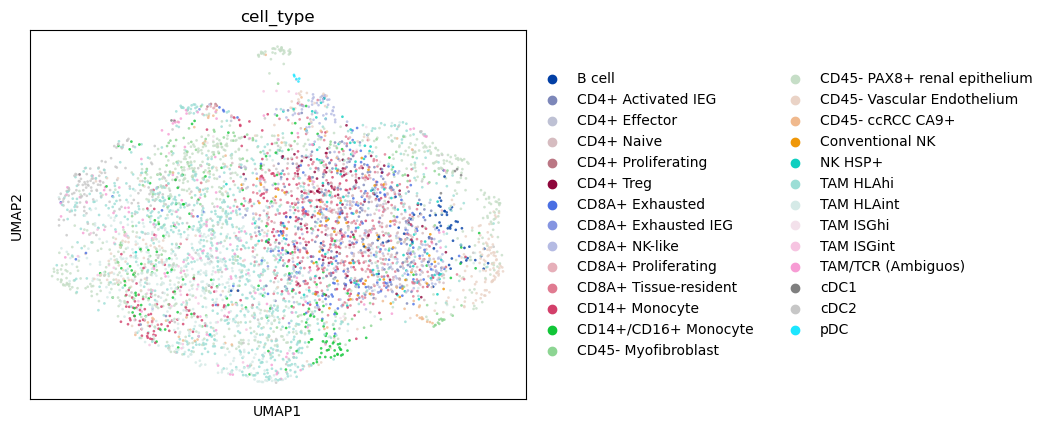 cell_type
UMAP2
UMAP1
B cell
CD4+ Activated IEG
CD4+ Effector
CD4+ Naive
CD4+ Proliferating
CD4+ Treg
CD8A+ Exhausted
CD8A+ Exhausted IEG
CD8A+ NK-like
CD8A+ Proliferating
CD8A+ Tissue-resident
CD14+ Monocyte
CD14+/CD16+ Monocyte
CD45- Myofibroblast
CD45- PAX8+ renal epithelium
CD45- Vascular Endothelium
CD45- ccRCC CA9+
Conventional NK
NK HSP+
TAM HLAhi
TAM HLAint
TAM ISGhi
TAM ISGint
TAM/TCR (Ambiguos)
cDC1
cDC2
pDC